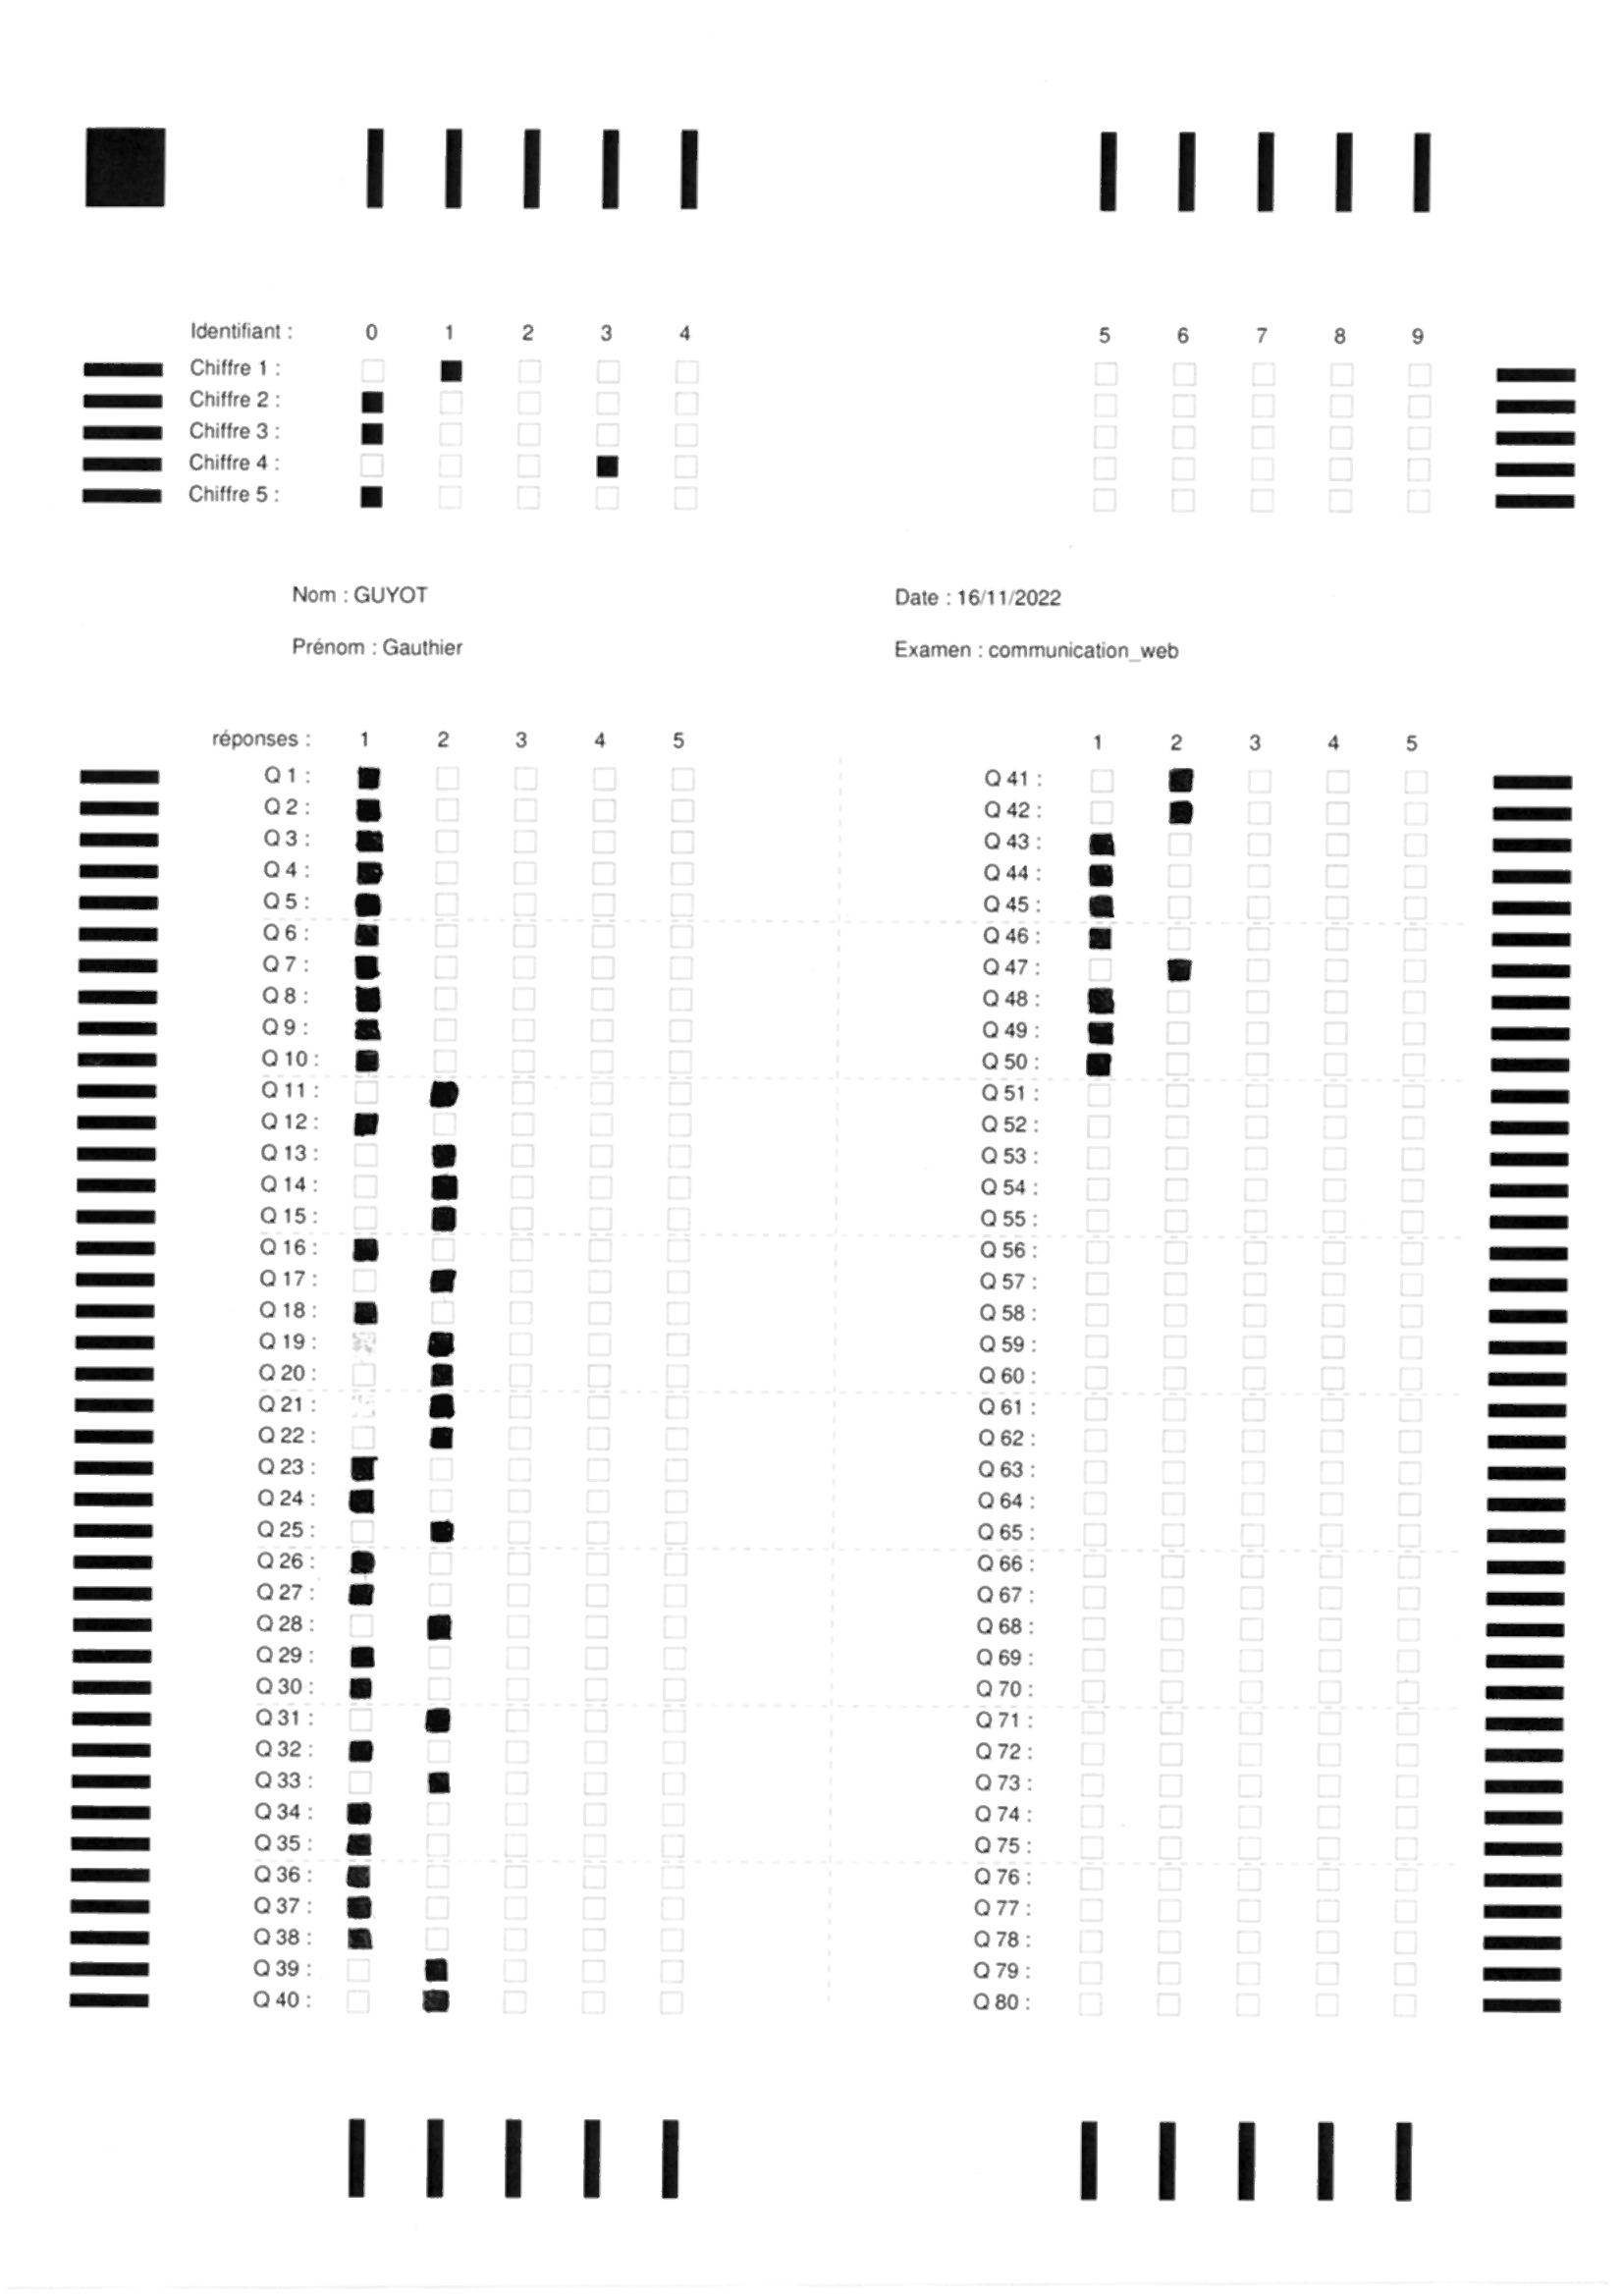 Identifiant : 0 1 2 3 4 5 6 7 8 9
Chiffre 1 :
Chiffre 2 :
Chiffre 3 :
Chiffre 4 :
Chiffre 5 :
Nom : GUYOT Date : 16/11/2022
Prénom : Gauthier Examen : communication_web
réponses : 1 2 3 4 5 1 2 3 4 5
Q 1 : Q 41 :
Q 2 : Q 42 :
Q 3 : Q 43 :
Q 4 : Q 44 :
Q 5 : Q 45 :
Q 6 : Q 46 :
Q 7 : Q 47 :
Q 8 : Q 48 :
Q 9 : Q 49 :
Q 10 : Q 50 :
Q 11 : Q 51 :
Q 12 : Q 52 :
Q 13 : Q 53 :
Q 14 : Q 54 :
Q 15 : Q 55 :
Q 16 : Q 56 :
Q 17 : Q 57 :
Q 18 : Q 58 :
Q 19 : Q 59 :
Q 20 : Q 60 :
Q 21 : Q 61 :
Q 22 : Q 62 :
Q 23 : Q 63 :
Q 24 : Q 64 :
Q 25 : Q 65 :
Q 26 : Q 66 :
Q 27 : Q 67 :
Q 28 : Q 68 :
Q 29 : Q 69 :
Q 30 : Q 70 :
Q 31 : Q 71 :
Q 32 : Q 72 :
Q 33 : Q 73 :
Q 34 : Q 74 :
Q 35 : Q 75 :
Q 36 : Q 76 :
Q 37 : Q 77 :
Q 38 : Q 78 :
Q 39 : Q 79 :
Q 40 : Q 80 :